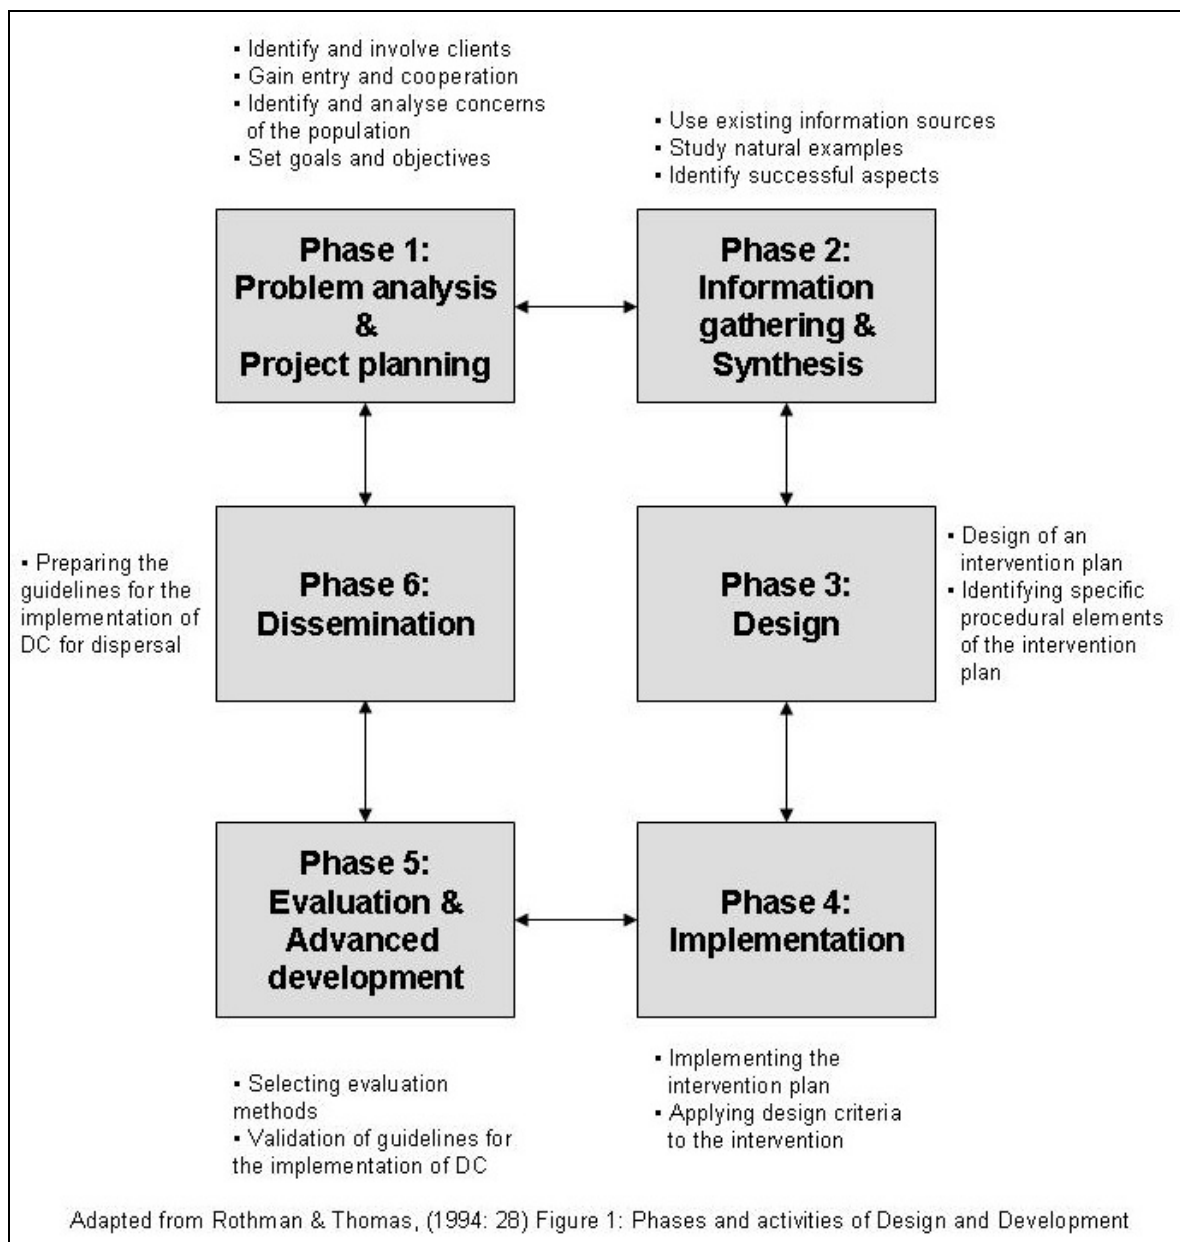 ▪ Identify and involve clients
▪ Gain entry and cooperation
▪ Identify and analyse concerns
of the population
▪ Set goals and objectives
▪ Use existing information sources
▪ Study natural examples
▪ Identify successful aspects
Phase 1:
Problem analysis
&
Project planning
Phase 2:
Information
gathering &
Synthesis
▪ Preparing the
guidelines for the
implementation of
DC for dispersal
Phase 6:
Dissemination
Phase 3:
Design
▪ Design of an
intervention plan
▪ Identifying specific
procedural elements
of the intervention
plan
Phase 5:
Evaluation &
Advanced
development
Phase 4:
Implementation
▪ Selecting evaluation
methods
▪ Validation of guidelines for
the implementation of DC
▪ Implementing the
intervention plan
▪ Applying design criteria
to the intervention
Adapted from Rothman & Thomas, (1994: 28) Figure 1: Phases and activities of Design and Development